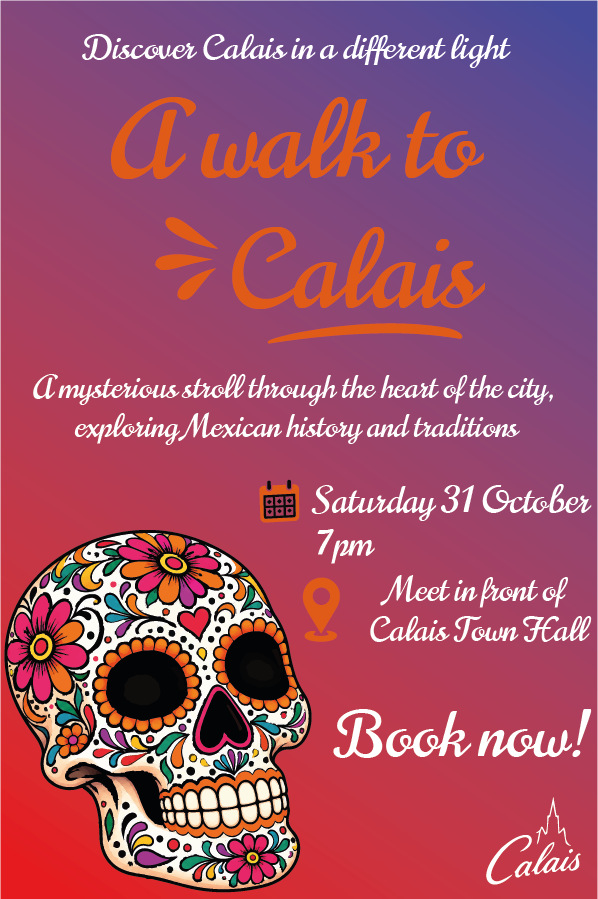 Discover Calais in a different light
A walk to
Calais
A mysterious stroll through the heart of the city,
exploring Mexican history and traditions
Saturday 31 October
7pm
Meet in front of
Calais Town Hall
Book now!
Calais